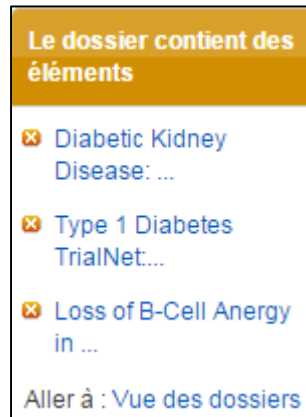 Le dossier contient des
éléments
Diabetic Kidney
Disease: ...
Type 1 Diabetes
TrialNet:...
Loss of B-Cell Anergy
in ...
Aller à : Vue des dossiers